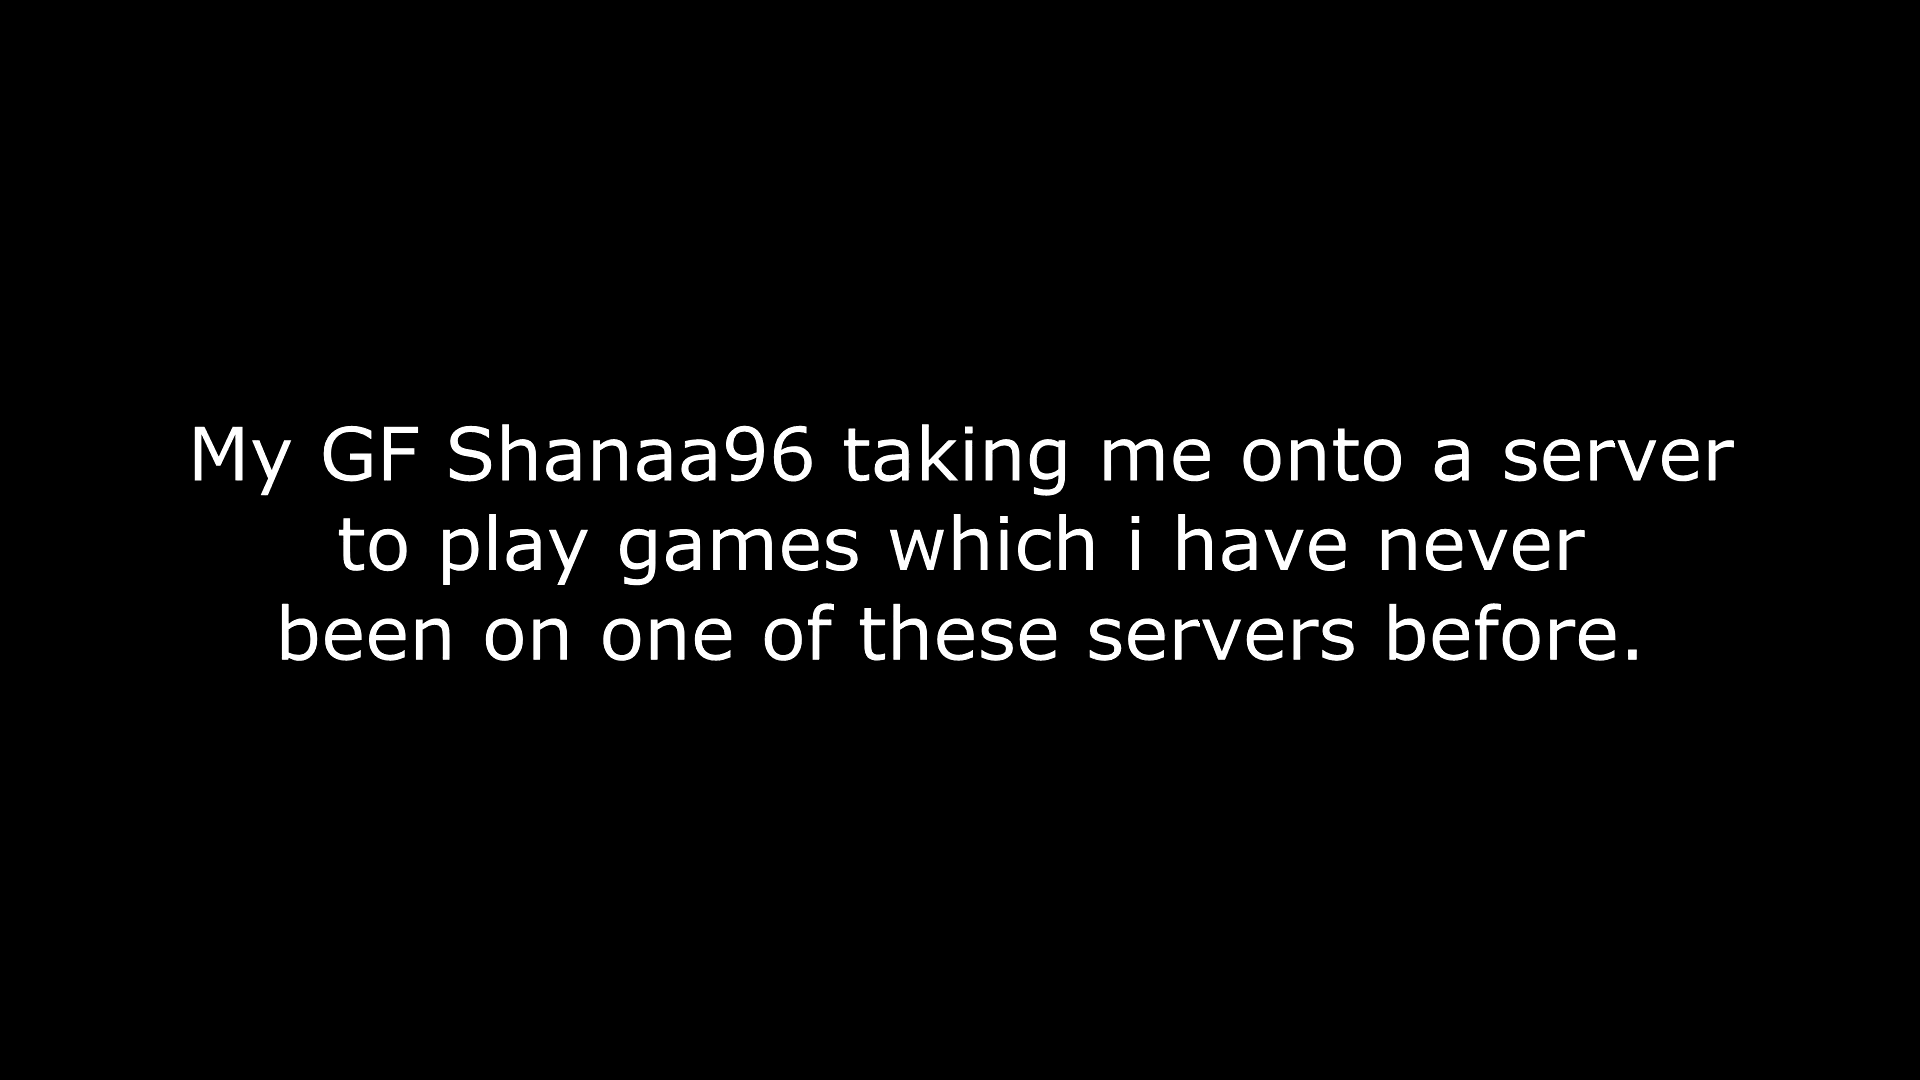 My GF Shanaa96 taking me onto a server
to play games which i have never
been on one of these servers before.